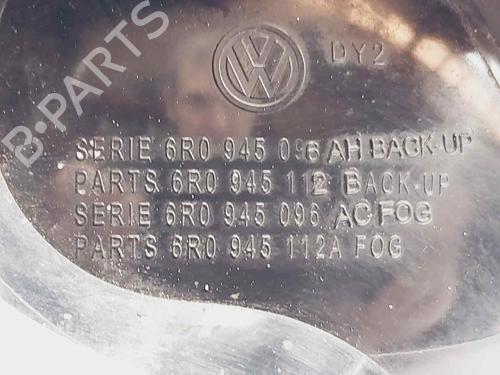 B-PARTS
VW DY2
SERIE 6R0 945 096 AH BACK-UP
PARTS 6R0 945 112 BACK-UP
SERIE 6R0 945 096 AC FOG
PARTS 6R0 945 112A FOG